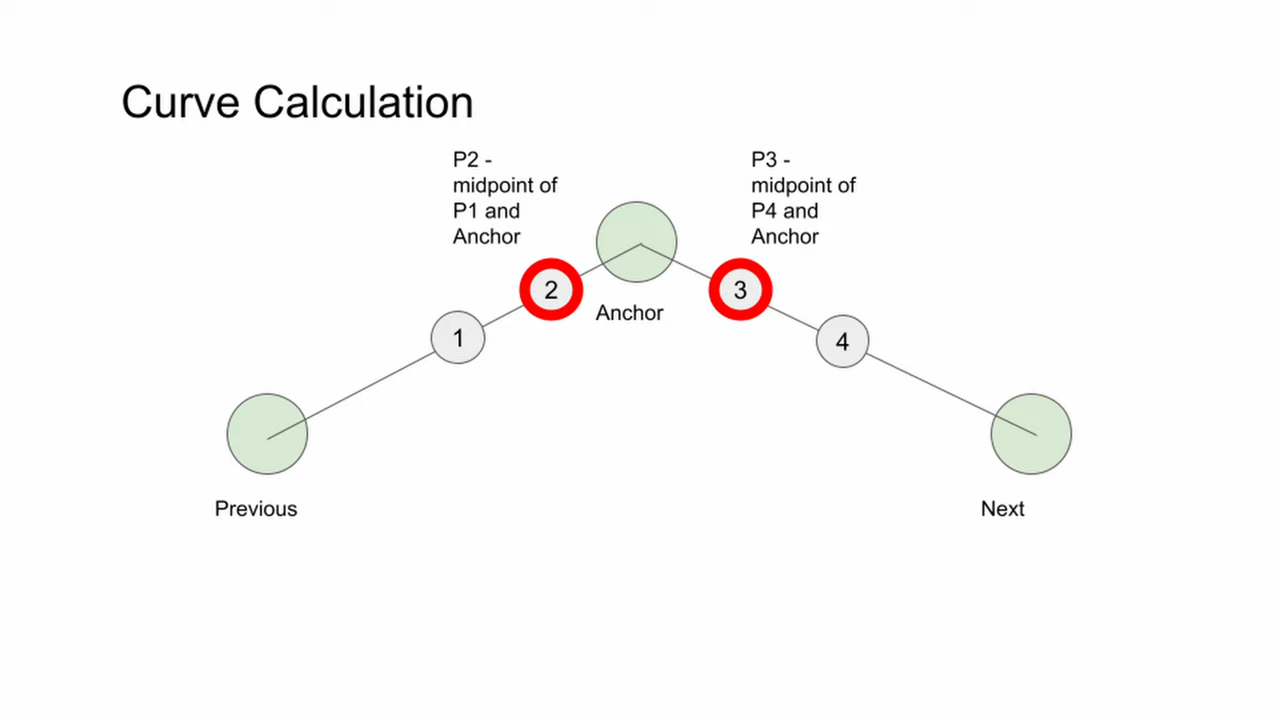 Curve Calculation
P2 -
midpoint of
P1 and
Anchor
P3 -
midpoint of
P4 and
Anchor
2
3
Anchor
1
4
Previous
Next